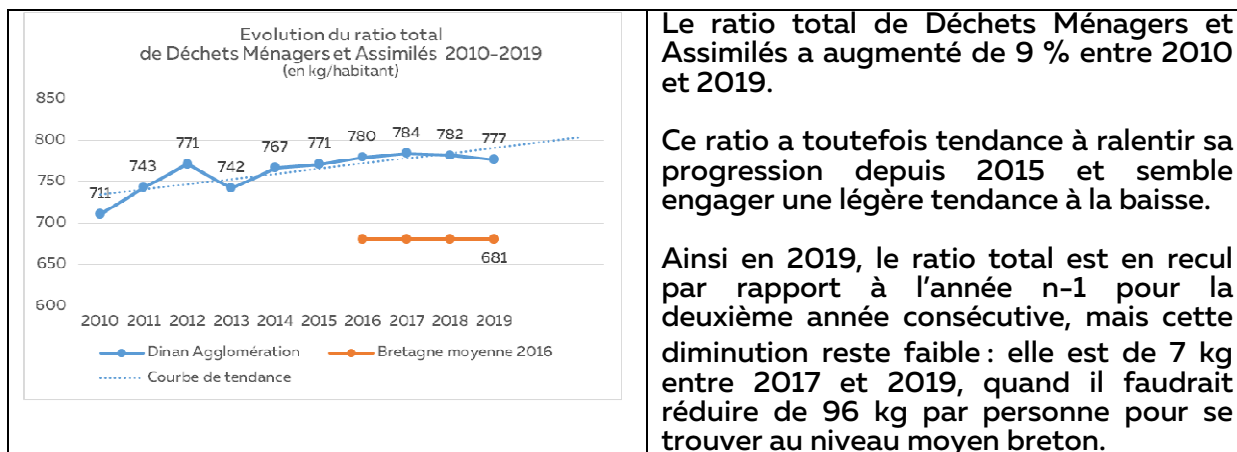 Evolution du ratio total
de Déchets Ménagers et Assimilés 2010-2019
(en kg/habitant)
850
800
750
700
650
600
711
743
771
742
767
771
780
784
782
777
681
2010 2011 2012 2013 2014 2015 2016 2017 2018 2019
Dinan Agglomération
Bretagne moyenne 2016
Courbe de tendance
Le ratio total de Déchets Ménagers et
Assimilés a augmenté de 9 % entre 2010
et 2019.
Ce ratio a toutefois tendance à ralentir sa
progression depuis 2015 et semble
engager une légère tendance à la baisse.
Ainsi en 2019, le ratio total est en recul
par rapport à l'année n-1 pour la
deuxième année consécutive, mais cette
diminution reste faible : elle est de 7 kg
entre 2017 et 2019, quand il faudrait
réduire de 96 kg par personne pour se
trouver au niveau moyen breton.